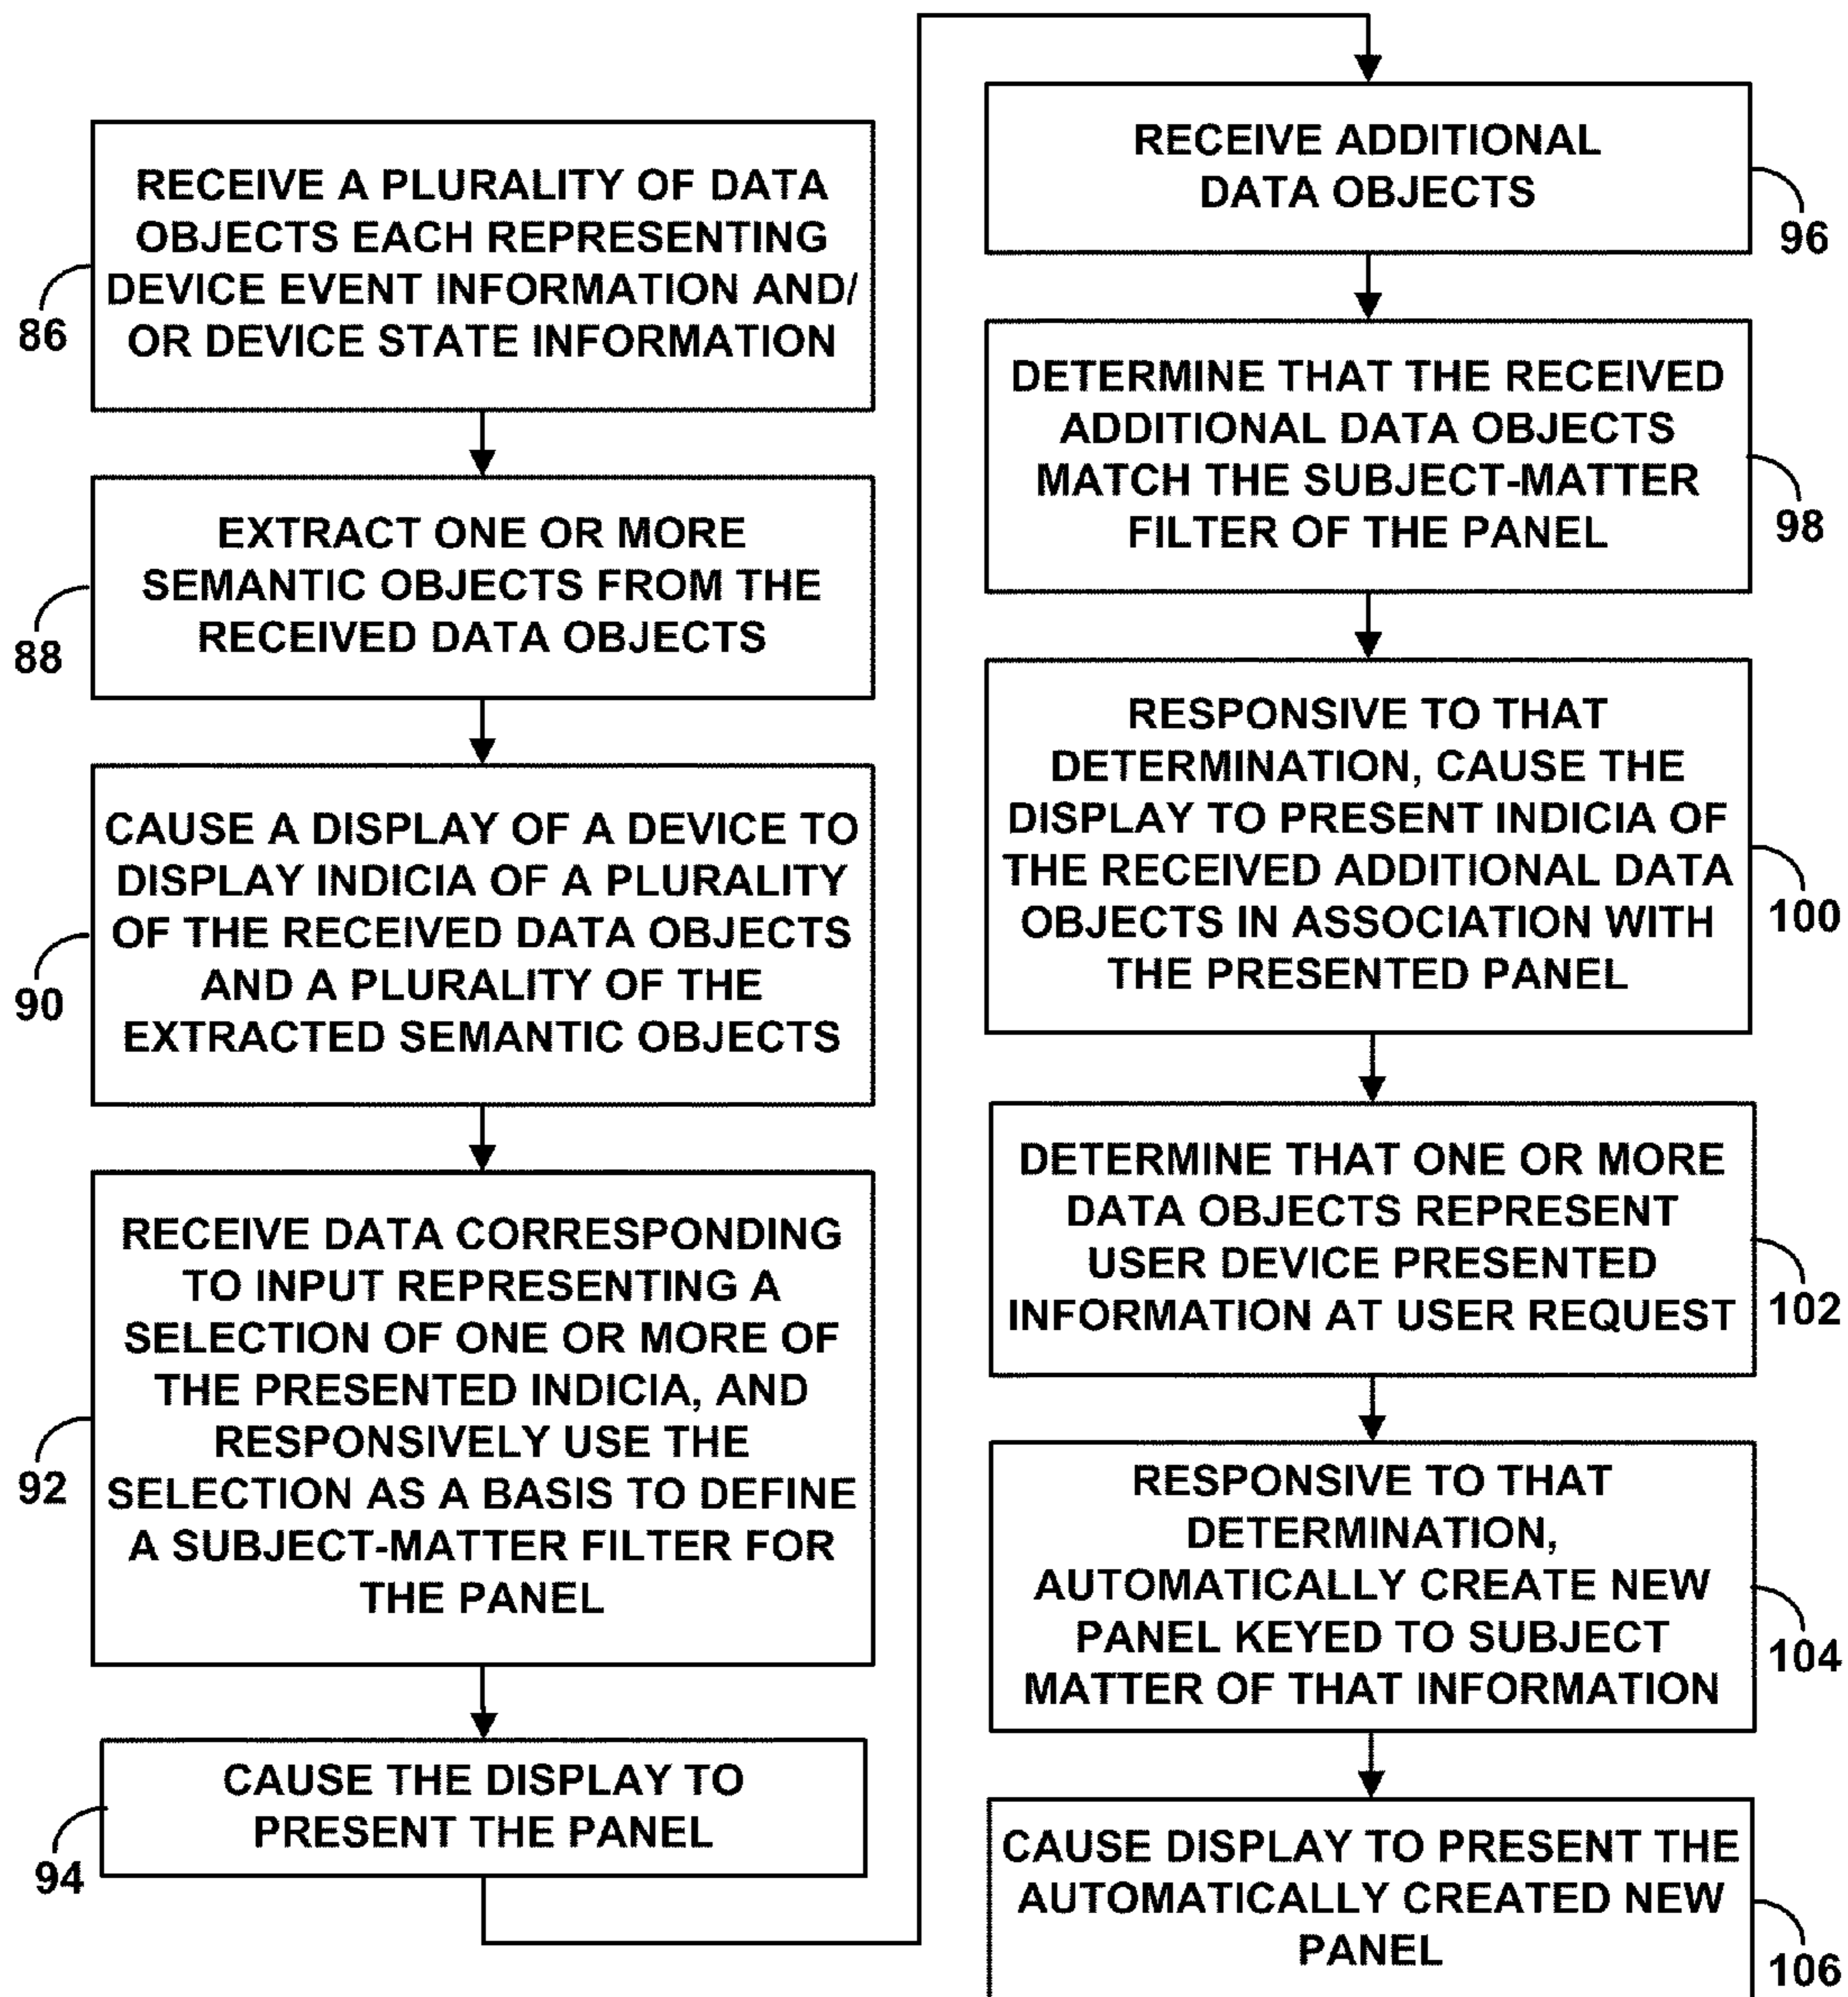 RECEIVE A PLURALITY OF DATA
OBJECTS EACH REPRESENTING
DEVICE EVENT INFORMATION AND/
OR DEVICE STATE INFORMATION
86
EXTRACT ONE OR MORE
SEMANTIC OBJECTS FROM THE
RECEIVED DATA OBJECTS
88
CAUSE A DISPLAY OF A DEVICE TO
DISPLAY INDICIA OF A PLURALITY
OF THE RECEIVED DATA OBJECTS
AND A PLURALITY OF THE
EXTRACTED SEMANTIC OBJECTS
90
RECEIVE DATA CORRESPONDING
TO INPUT REPRESENTING A
SELECTION OF ONE OR MORE OF
THE PRESENTED INDICIA, AND
RESPONSIVELY USE THE
SELECTION AS A BASIS TO DEFINE
A SUBJECT-MATTER FILTER FOR
THE PANEL
92
CAUSE THE DISPLAY TO
PRESENT THE PANEL
94
RECEIVE ADDITIONAL
DATA OBJECTS
96
DETERMINE THAT THE RECEIVED
ADDITIONAL DATA OBJECTS
MATCH THE SUBJECT-MATTER
FILTER OF THE PANEL
98
RESPONSIVE TO THAT
DETERMINATION, CAUSE THE
DISPLAY TO PRESENT INDICIA OF
THE RECEIVED ADDITIONAL DATA
OBJECTS IN ASSOCIATION WITH
THE PRESENTED PANEL
100
DETERMINE THAT ONE OR MORE
DATA OBJECTS REPRESENT
USER DEVICE PRESENTED
INFORMATION AT USER REQUEST
102
RESPONSIVE TO THAT
DETERMINATION,
AUTOMATICALLY CREATE NEW
PANEL KEYED TO SUBJECT
MATTER OF THAT INFORMATION
104
CAUSE DISPLAY TO PRESENT THE
AUTOMATICALLY CREATED NEW
PANEL
106